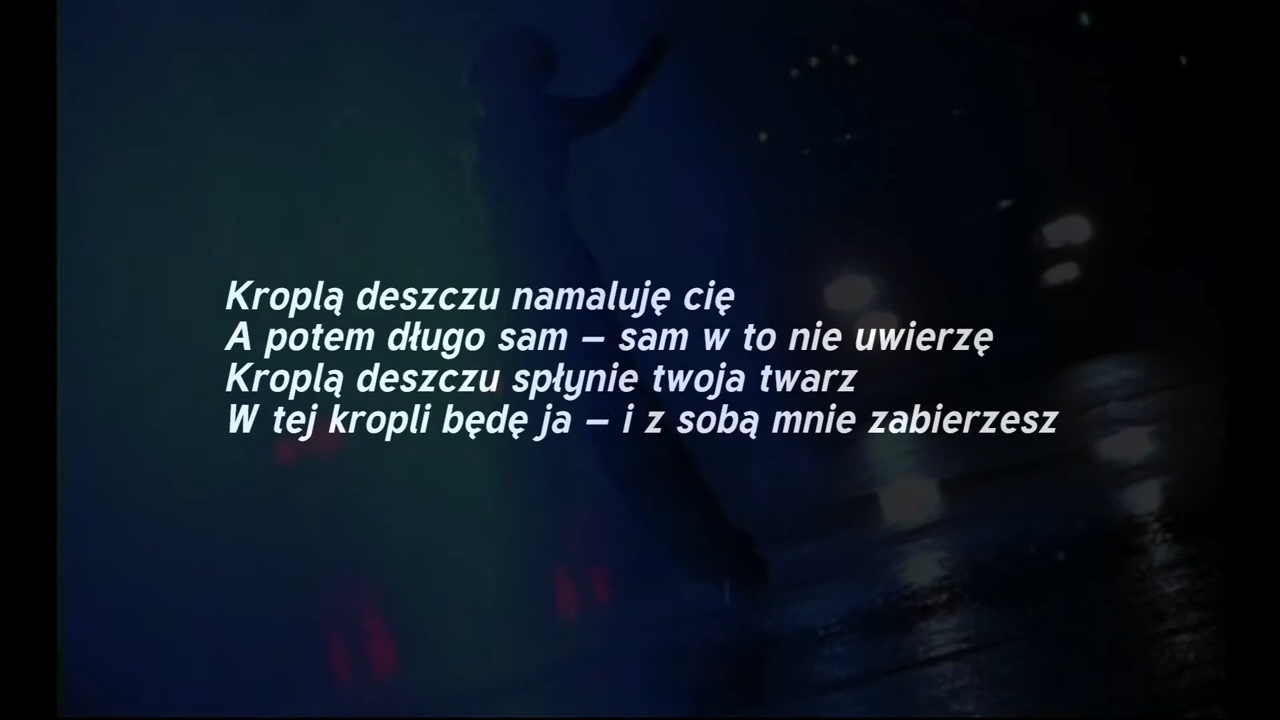 Kroplą deszczu namaluję cię
A potem długo sam – sam w to nie uwierzę
Kroplą deszczu spłynie twoja twarz
W tej kropli będę ja – i z sobą mnie zabierzesz